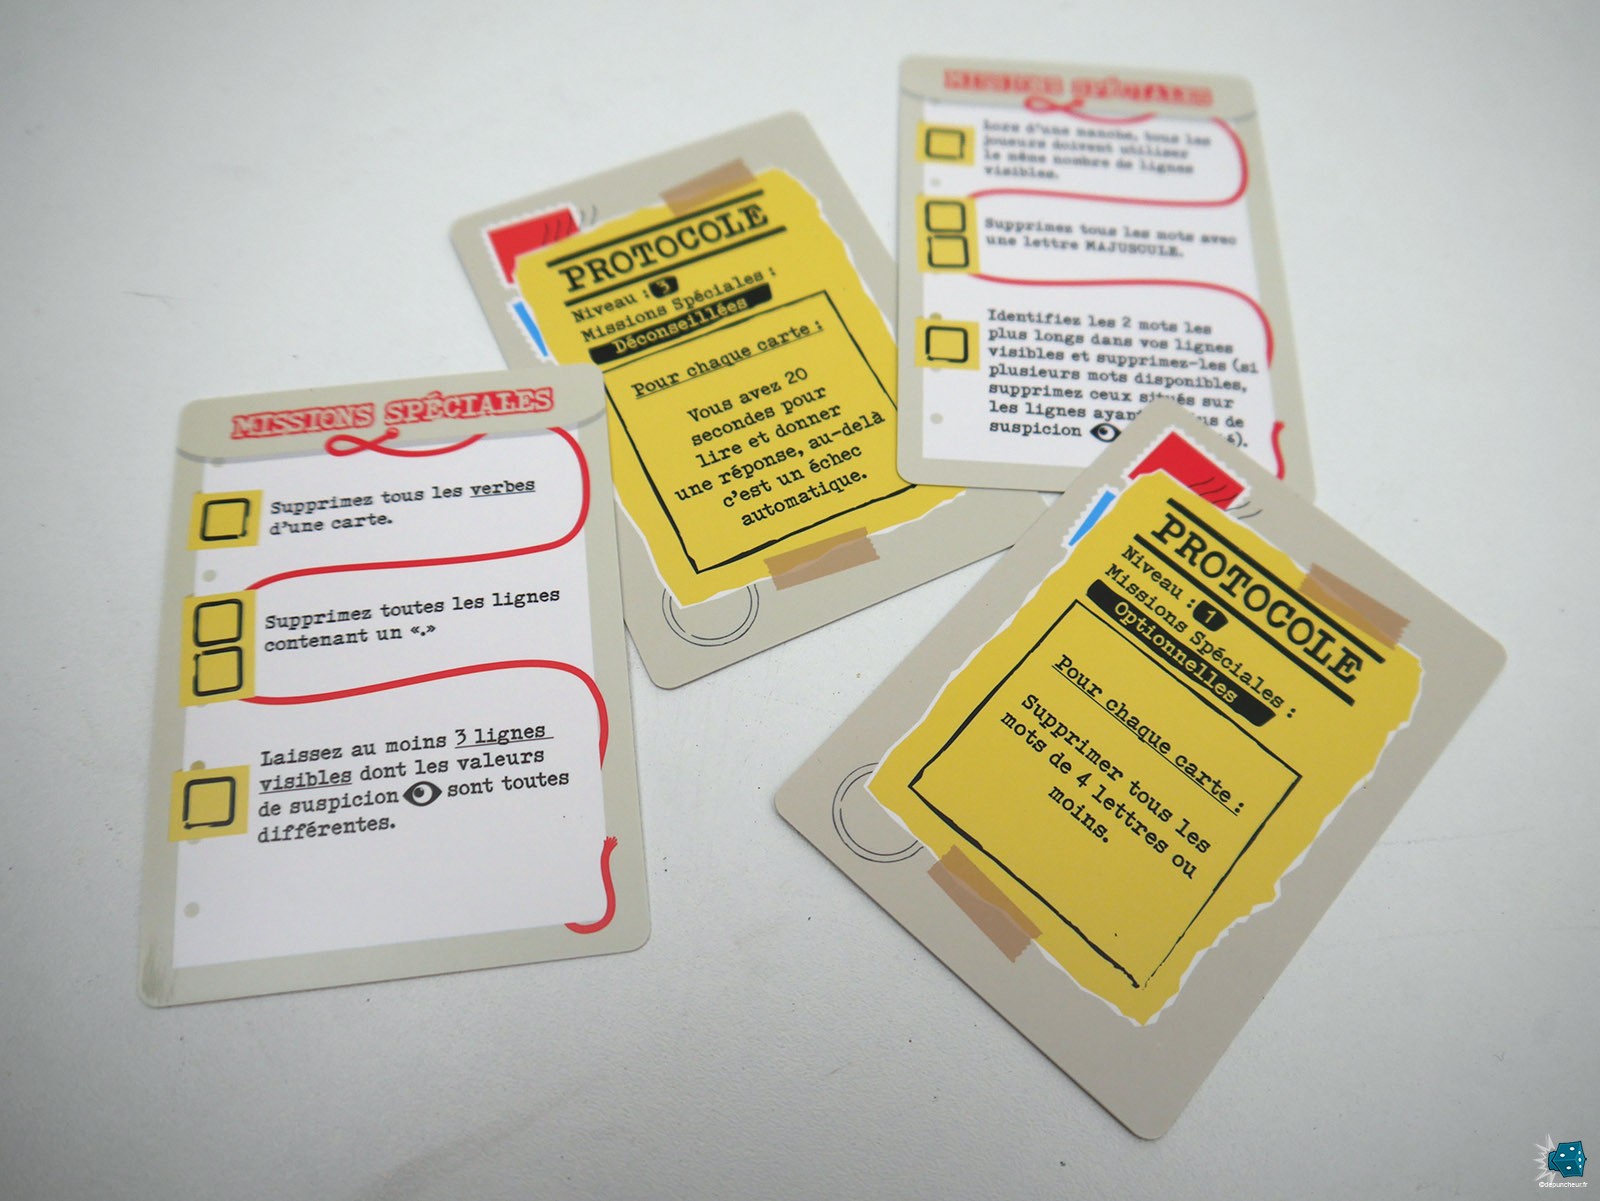 MISSIONS SPÉCIALES
Supprimez tous les verbes
d'une carte.
Supprimez toutes les lignes
contenant un «.»
Laissez au moins 3 lignes
visibles dont les valeurs
de suspicion sont toutes
différentes.
PROTOCOLE
Niveau : 3
Missions Spéciales :
Déconseillées
Pour chaque carte :
Vous avez 20
secondes pour
lire et donner
une réponse, au-delà
c'est un échec
automatique.
MISSIONS SPÉCIALES
Lors d'une manche, tous les
joueurs doivent utiliser
le même nombre de lignes
visibles.
Supprimez tous les mots avec
une lettre MAJUSCULE.
Identifiez les 2 mots les
plus longs dans vos lignes
visibles et supprimez-les (si
plusieurs mots disponibles,
supprimez ceux situés sur
les lignes de
suspicion
PROTOCOLE
Niveau : 1
Missions Spéciales :
Optionnelles
Pour chaque carte :
Supprimer tous les
mots de 4 lettres ou
moins.
©depuncheur.fr